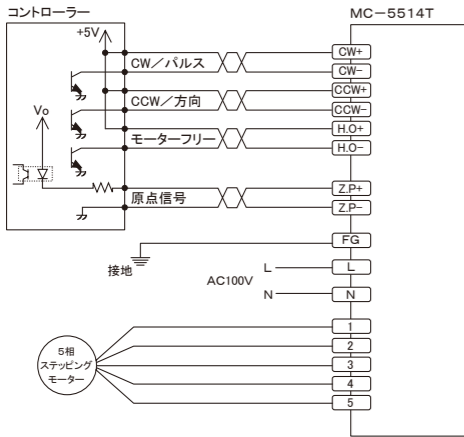 コントローラー
MC−5514T
+5V
CW+
CW／パルス
CW-
CCW+
CCW／方向
CCW-
Vo
H.O+
モーターフリー
H.O−
Z.P+
原点信号
Z.P−
FG
接地
AC100V
L
L
N
N
1
2
3
4
5
5相
ステッピング
モーター